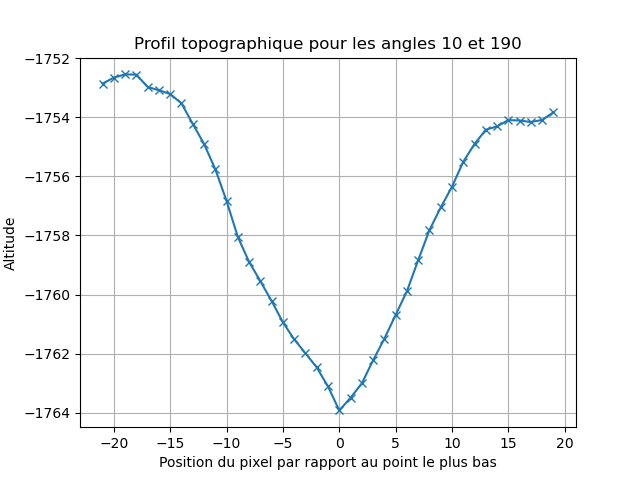 Profil topographique pour les angles 10 et 190
−1752
−1754
−1756
−1758
−1760
−1762
−1764
Altitude
−20 −15 −10 −5 0 5 10 15 20
Position du pixel par rapport au point le plus bas